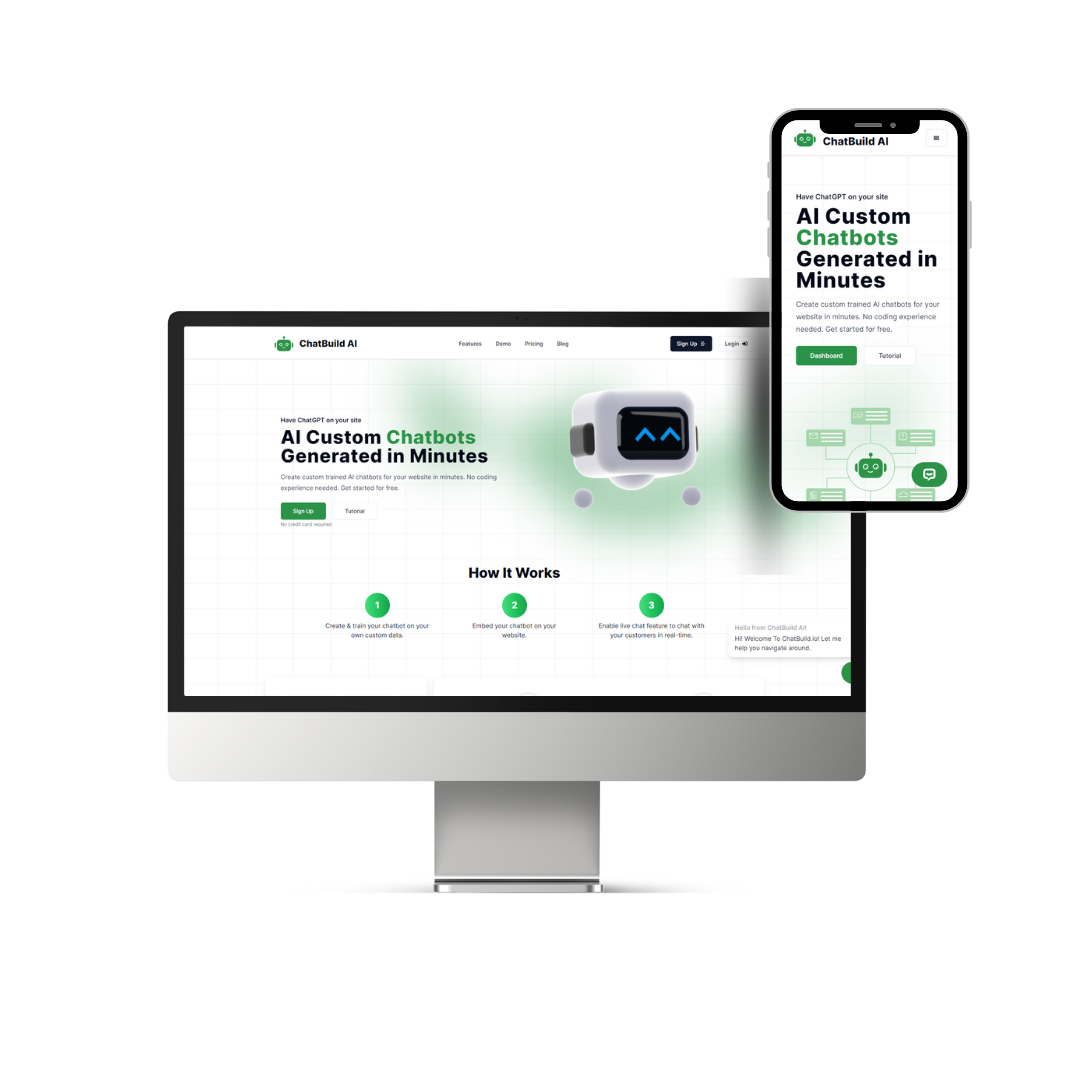 ChatBuild AI
Have ChatGPT on your site
AI Custom
Chatbots
Generated in
Minutes
Create custom trained AI chatbots for your
website in minutes. No coding experience
needed. Get started for free.
Dashboard
Tutorial
ChatBuild AI
Features
Demo
Pricing
Blog
Sign Up
Login
Have ChatGPT on your site
AI Custom Chatbots
Generated in Minutes
Create custom trained AI chatbots for your website in minutes. No coding
experience needed. Get started for free.
Sign Up
Tutorial
No credit card required
How It Works
1
Create & train your chatbot on your
own custom data.
2
Embed your chatbot on your
website.
3
Enable live chat feature to chat with
your customers in real-time.
Hello from ChatBuild AI!
Hi! Welcome To ChatBuild.io! Let me
help you navigate around.